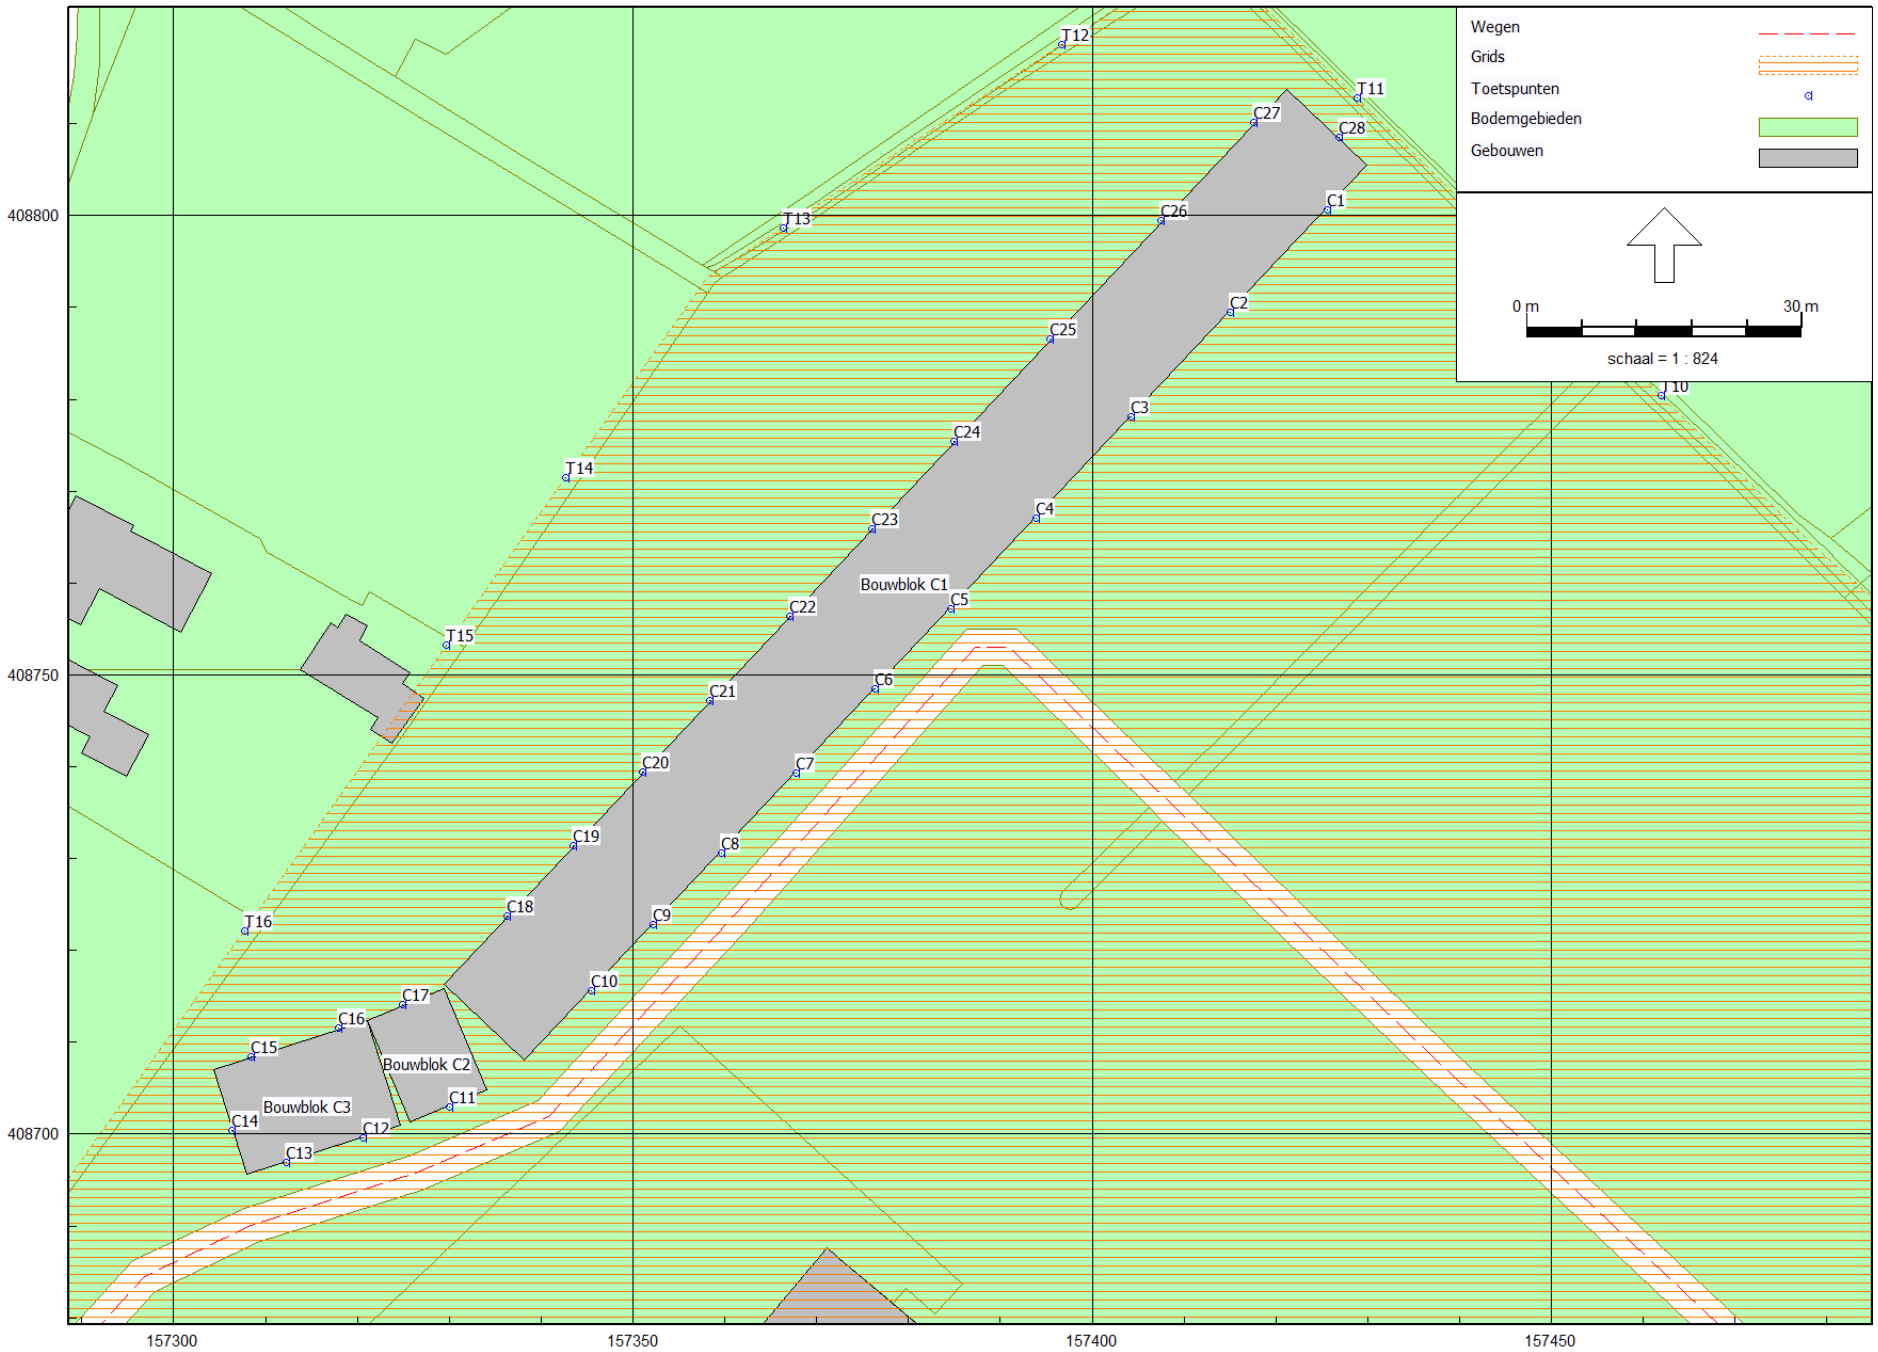 T12
Wegen
Grids
Toetspunten
Bodemgebieden
Gebouwen
T11
C27
C28
C1
T13
C26
408800
C2
0 m 30 m
schaal = 1 : 824
C25
T10
C3
C24
T14
C4
C23
Bouwblok C1
C5
C22
T15
408750
C6
C21
C20
C7
C19
C8
C18
C9
T16
C10
C17
C16
C15
Bouwblok C2
C11
Bouwblok C3
C14
C12
408700
C13
157300 157350 157400 157450